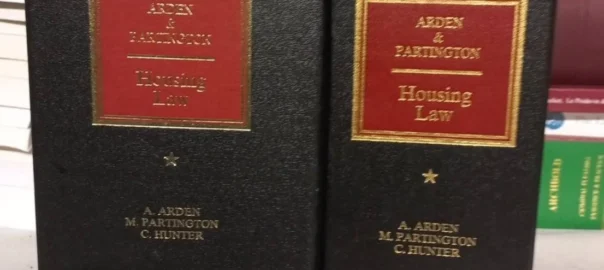 ARDEN
&
PARTINGTON
Housing
Law
A. ARDEN
M. PARTINGTON
C. HUNTER
ARDEN
&
PARTINGTON
Housing
Law
A. ARDEN
M. PARTINGTON
C. HUNTER
ARCHBOLD